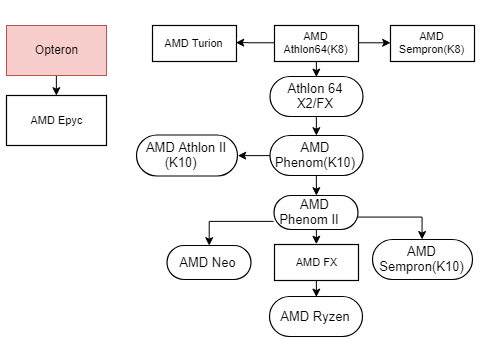 Opteron
AMD Epyc
AMD Turion
AMD
Athlon64(K8)
AMD
Sempron(K8)
Athlon 64
X2/FX
AMD Athlon II
(K10)
AMD
Phenom(K10)
AMD
Phenom II
AMD Neo
AMD FX
AMD
Sempron(K10)
AMD Ryzen